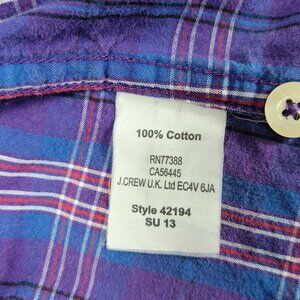 100% Cotton
RN77388
CA56445
J.CREW U.K. Ltd EC4V 6JA
Style 42194
SU 13